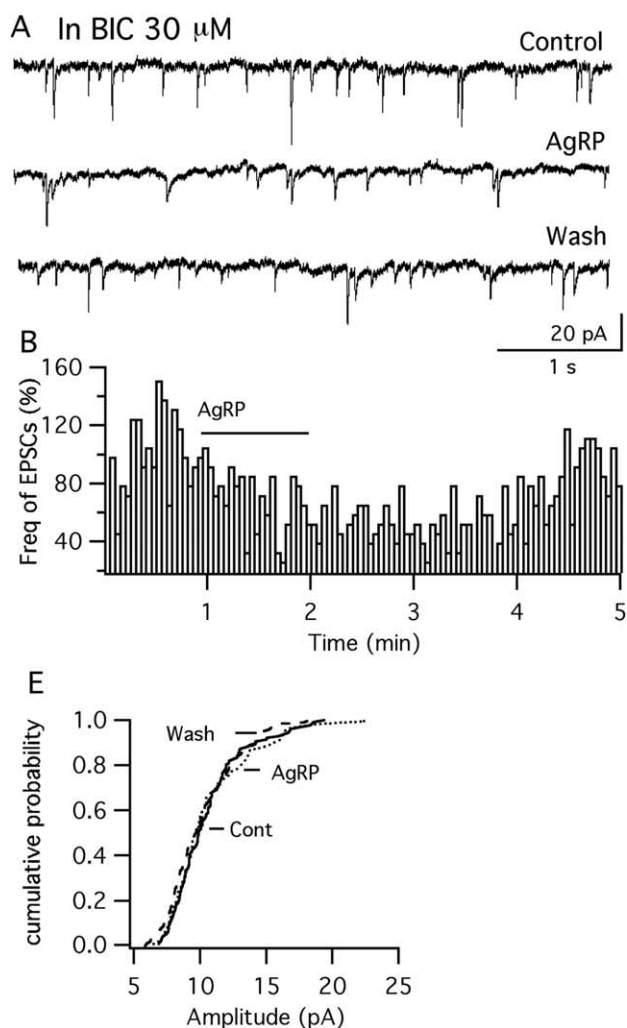 A In BIC 30 μM
Control
AgRP
Wash
20 pA
1 s
B
Freq of EPSCs (%)
160
120
80
40
AgRP
1 2 3 4 5
Time (min)
E
cumulative probability
1.0
0.8
0.6
0.4
0.2
0.0
Wash
AgRP
Cont
5 10 15 20 25
Amplitude (pA)